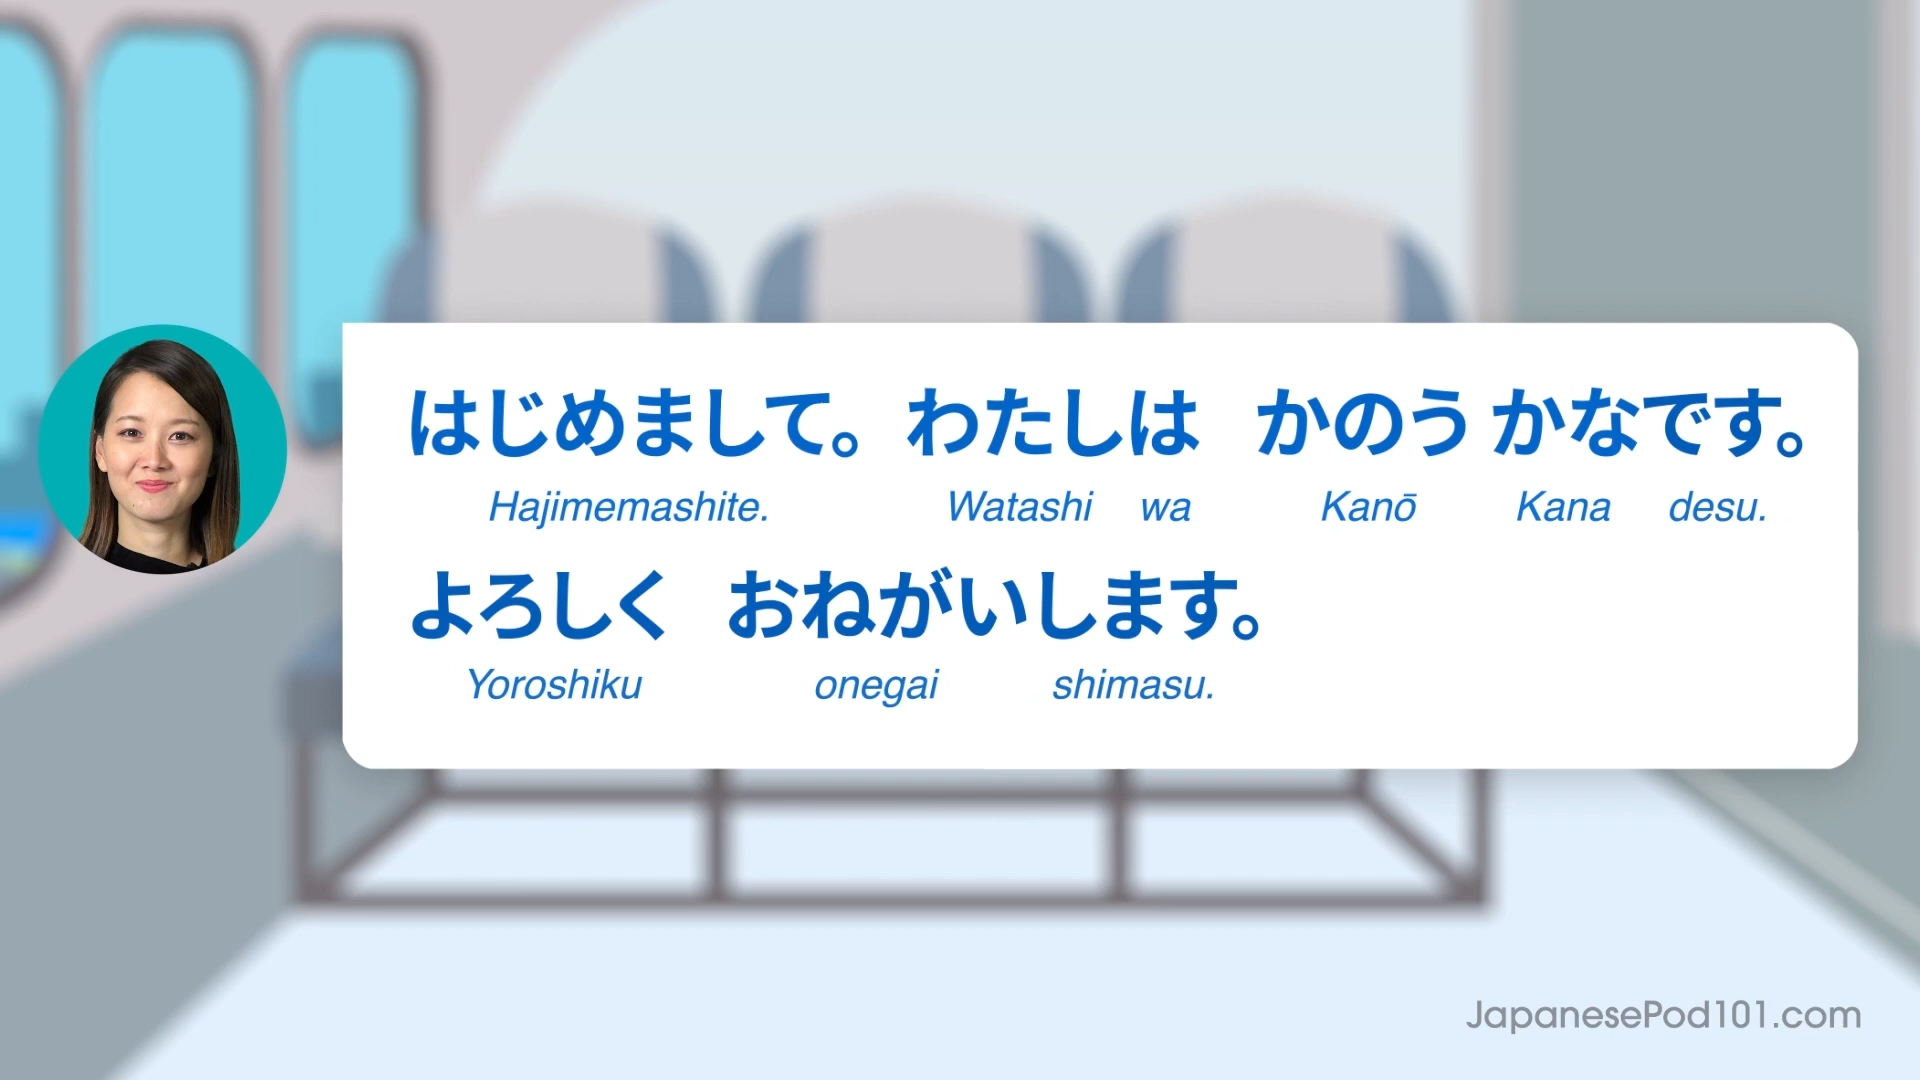 はじめまして。 わたしは かのう かなです。
Hajimemashite. Watashi wa Kanō Kana desu.
よろしく おねがいします。
Yoroshiku onegai shimasu.
JapanesePod101.com